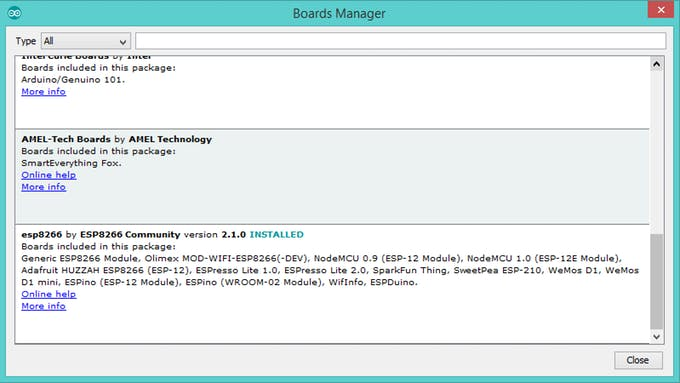 Boards Manager
Type All
Intel Curie Boards by Intel
Boards included in this package:
Arduino/Genuino 101.
More info
AMEL-Tech Boards by AMEL Technology
Boards included in this package:
SmartEverything Fox.
Online help
More info
esp8266 by ESP8266 Community version 2.1.0 INSTALLED
Boards included in this package:
Generic ESP8266 Module, Olimex MOD-WIFI-ESP8266(-DEV), NodeMCU 0.9 (ESP-12 Module), NodeMCU 1.0 (ESP-12E Module),
Adafruit HUZZAH ESP8266 (ESP-12), ESPresso Lite 1.0, ESPresso Lite 2.0, SparkFun Thing, SweetPea ESP-210, WeMos D1, WeMos
D1 mini, ESPino (ESP-12 Module), ESPino (WROOM-02 Module), WifInfo, ESPDuino.
Online help
More info
Close